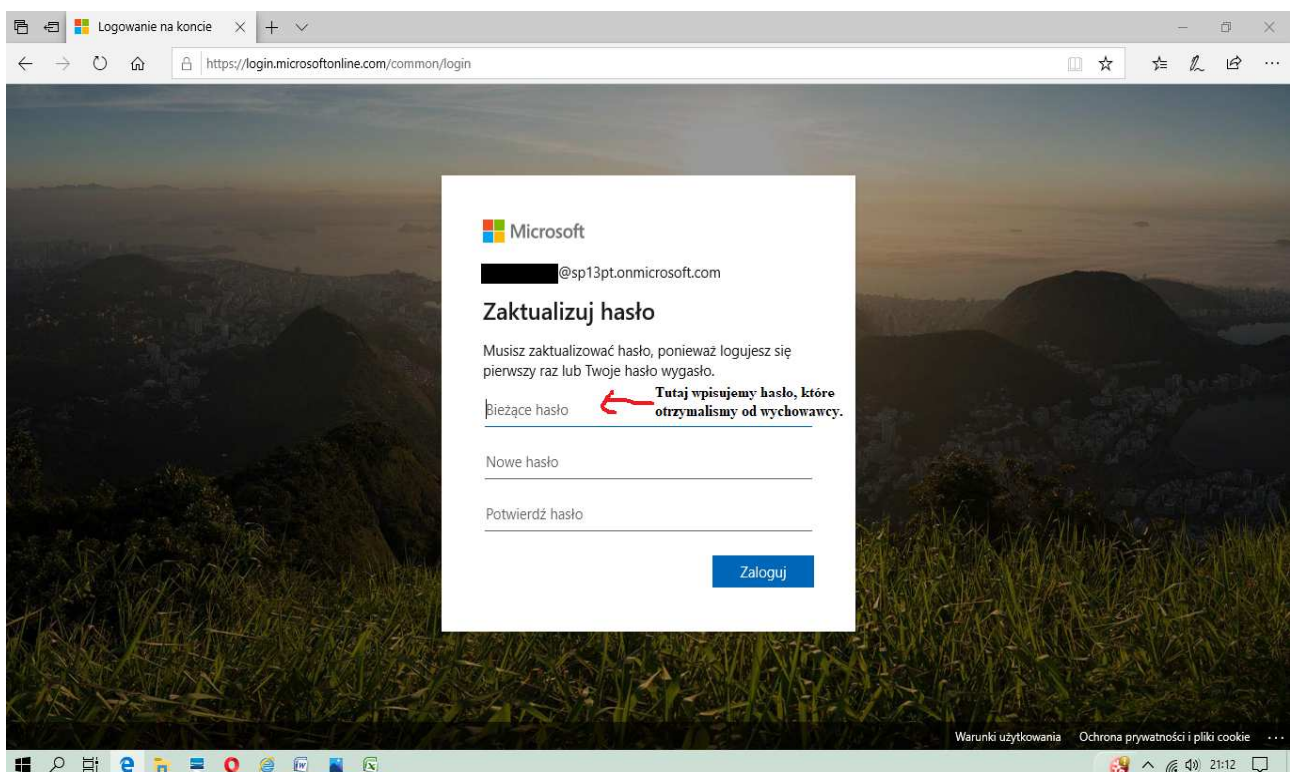 Logowanie na koncie
https://login.microsoftonline.com/common/login
Microsoft
@sp13pt.onmicrosoft.com
Zaktualizuj hasło
Musisz zaktualizować hasło, ponieważ logujesz się
pierwszy raz lub Twoje hasło wygasło.
Tutaj wpisujemy hasło, które
otrzymalismy od wychowawcy.
Bieżące hasło
Nowe hasło
Potwierdź hasło
Zaloguj
Warunki użytkowania Ochrona prywatności i pliki cookie ...
21:12